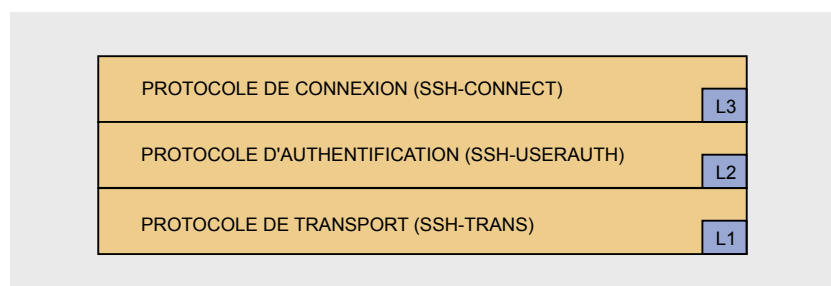 PROTOCOLE DE CONNEXION (SSH-CONNECT)
L3
PROTOCOLE D'AUTHENTIFICATION (SSH-USERAUTH)
L2
PROTOCOLE DE TRANSPORT (SSH-TRANS)
L1